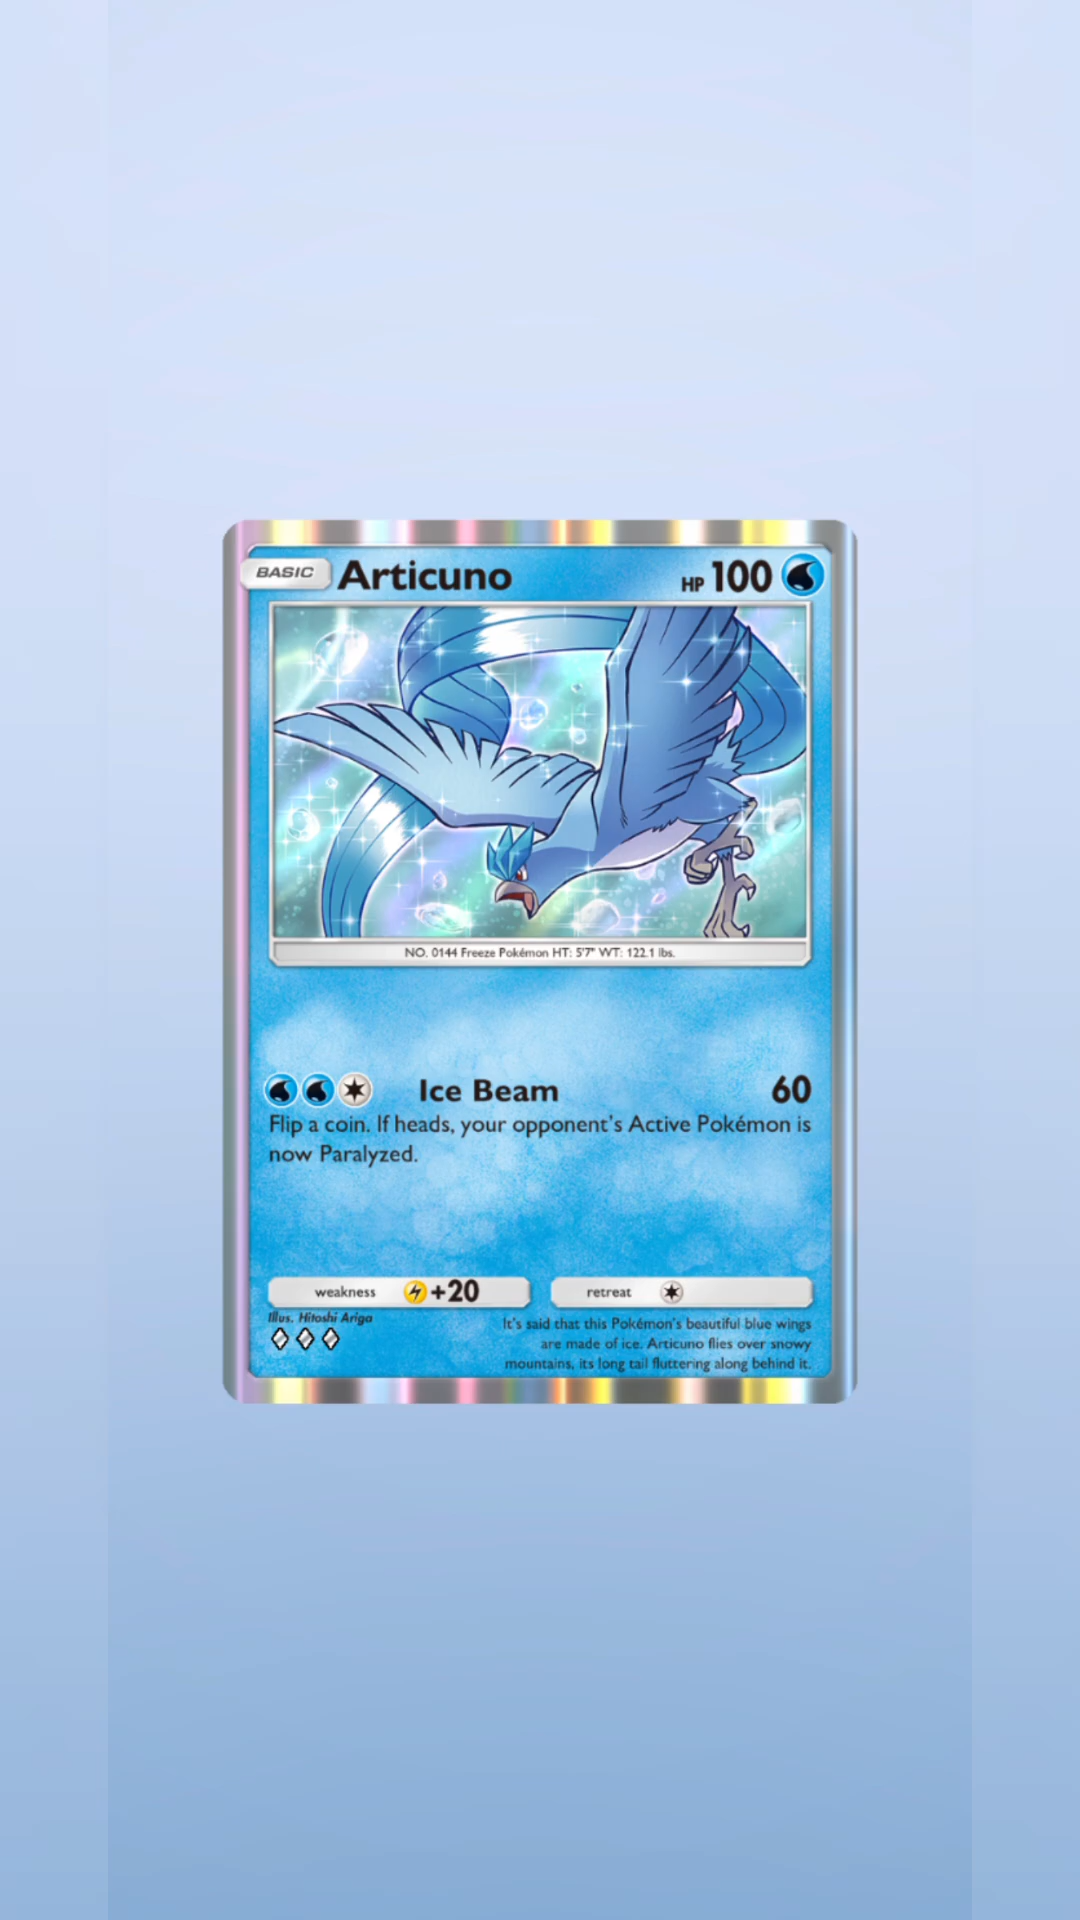 BASIC Articuno HP 100
NO. 0144 Freeze Pokémon HT: 5'7" WT: 122.1 lbs.
Ice Beam 60
Flip a coin. If heads, your opponent's Active Pokémon is
now Paralyzed.
weakness +20 retreat
Illus. Hitoshi Ariga
It's said that this Pokémon's beautiful blue wings
are made of ice. Articuno flies over snowy
mountains, its long tail fluttering along behind it.